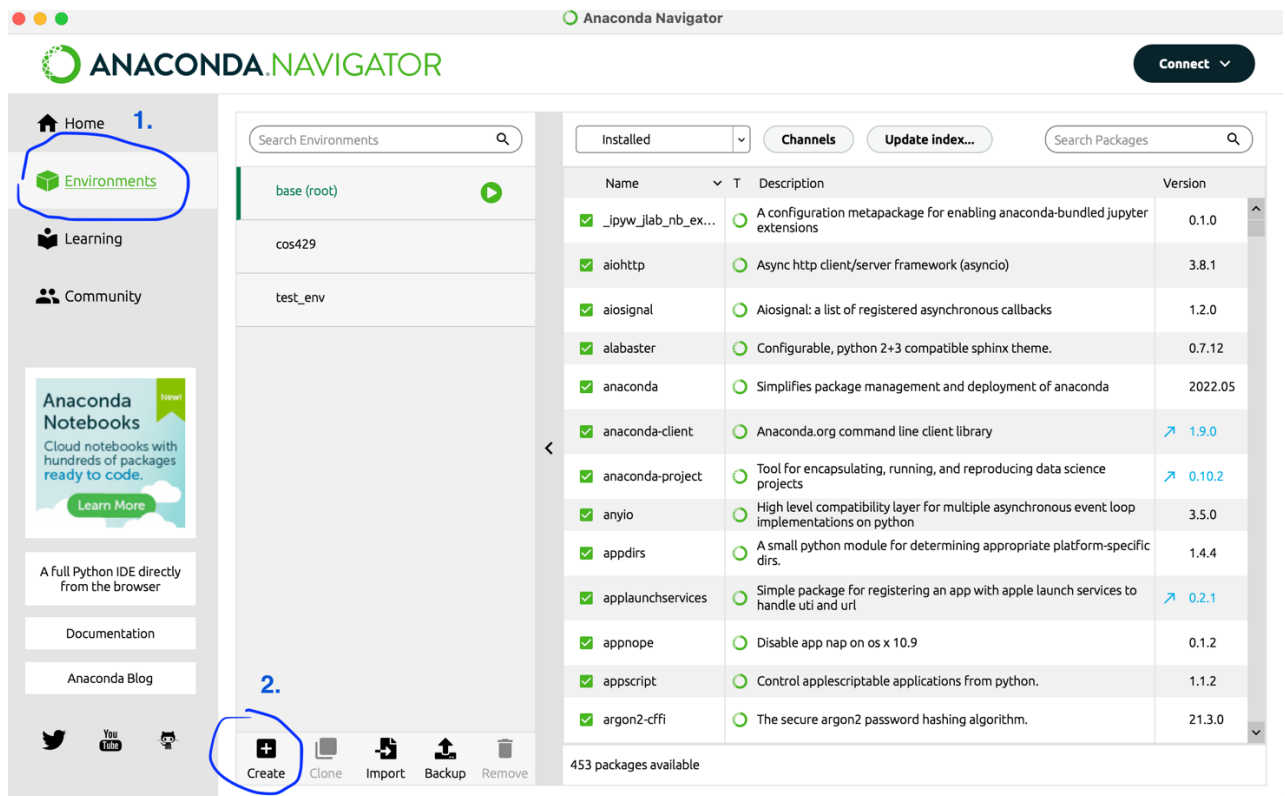 Anaconda Navigator
ANACONDA.NAVIGATOR
Connect
Home
1.
Environments
Learning
Community
Anaconda
Notebooks
New!
Cloud notebooks with
hundreds of packages
ready to code.
Learn More
A full Python IDE directly
from the browser
Documentation
Anaconda Blog
You
Tube
Search Environments
base (root)
cos429
test_env
2.
Create
Clone
Import
Backup
Remove
Installed
Channels
Update index...
Search Packages
Name T Description Version
_ipyw_jlab_nb_ex... A configuration metapackage for enabling anaconda-bundled jupyter
extensions 0.1.0
aiohttp Async http client/server framework (asyncio) 3.8.1
aiosignal Aiosignal: a list of registered asynchronous callbacks 1.2.0
alabaster Configurable, python 2+3 compatible sphinx theme. 0.7.12
anaconda Simplifies package management and deployment of anaconda 2022.05
anaconda-client Anaconda.org command line client library 1.9.0
anaconda-project Tool for encapsulating, running, and reproducing data science
projects 0.10.2
anyio High level compatibility layer for multiple asynchronous event loop
implementations on python 3.5.0
appdirs A small python module for determining appropriate platform-specific
dirs. 1.4.4
applaunchservices Simple package for registering an app with apple launch services to
handle uti and url 0.2.1
appnope Disable app nap on os x 10.9 0.1.2
appscript Control applescriptable applications from python. 1.1.2
argon2-cffi The secure argon2 password hashing algorithm. 21.3.0
453 packages available